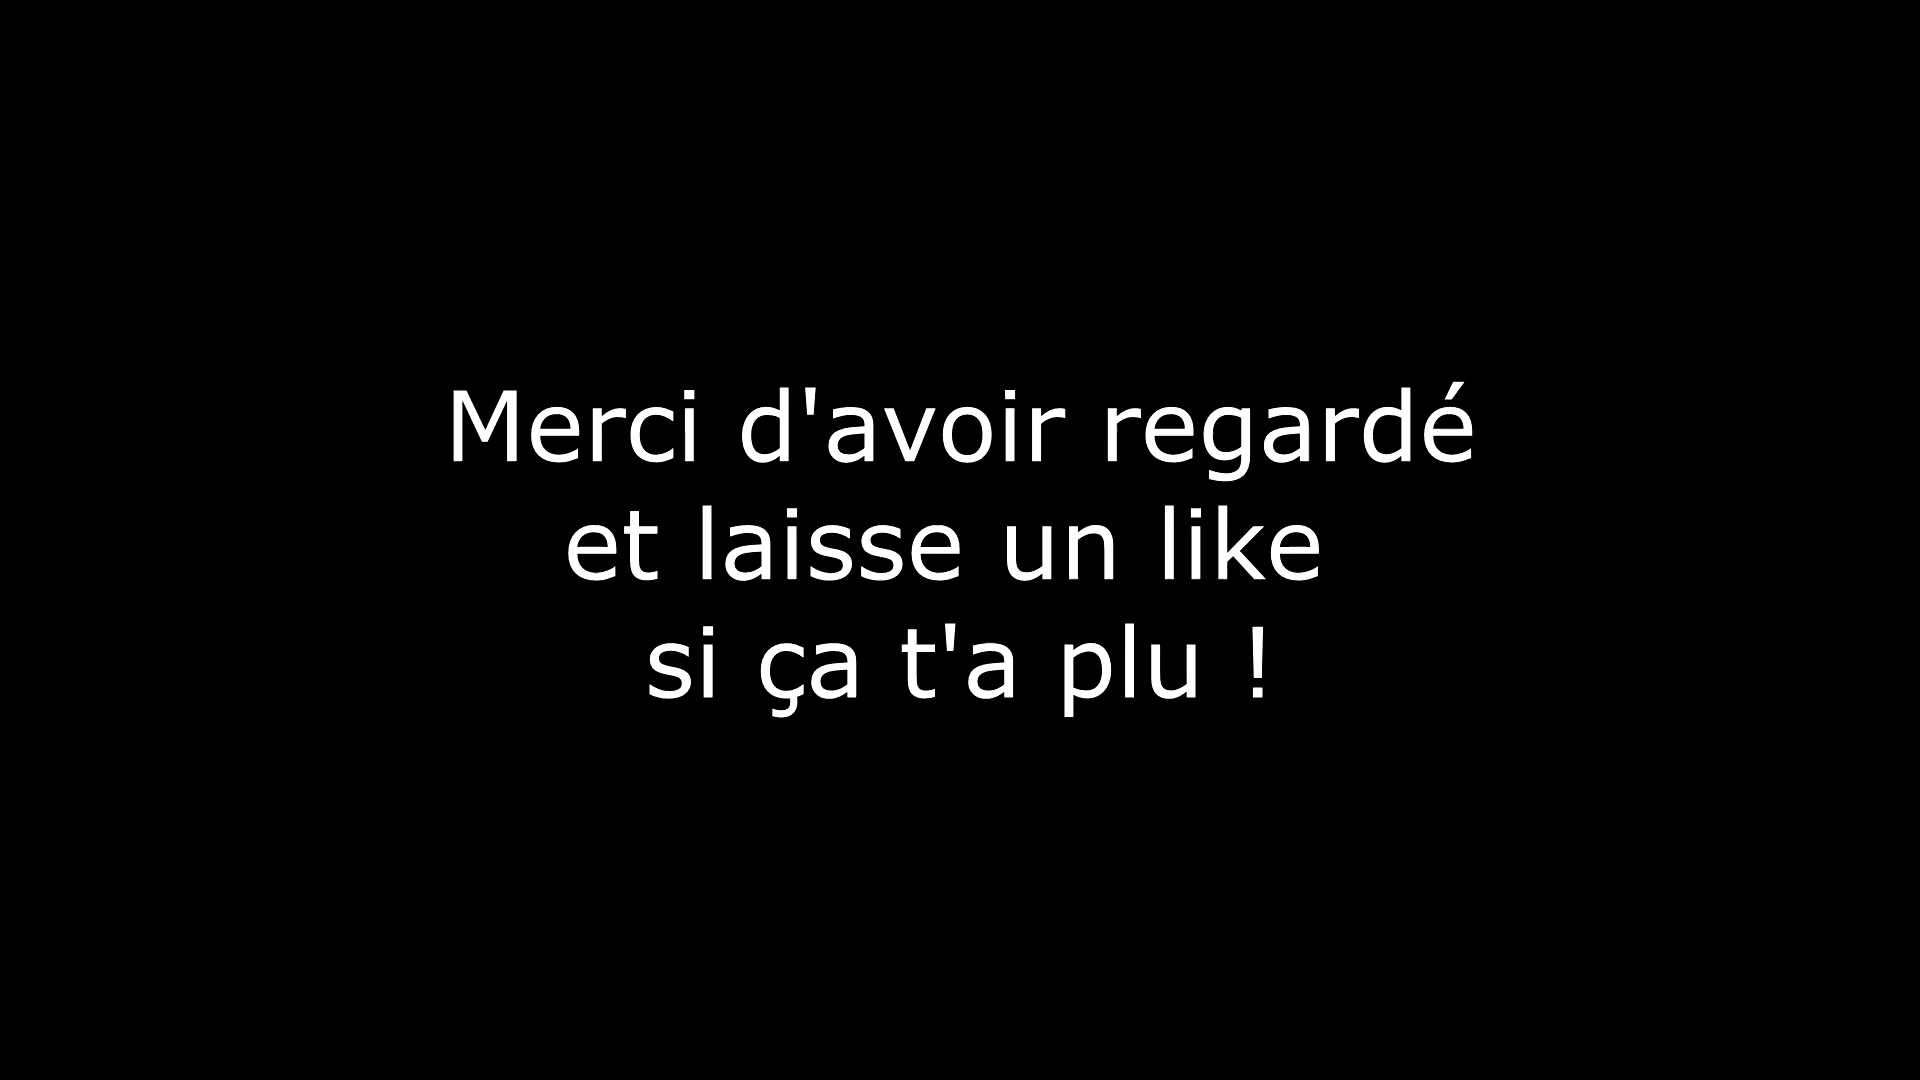 Merci d'avoir regardé
et laisse un like
si ça t'a plu !